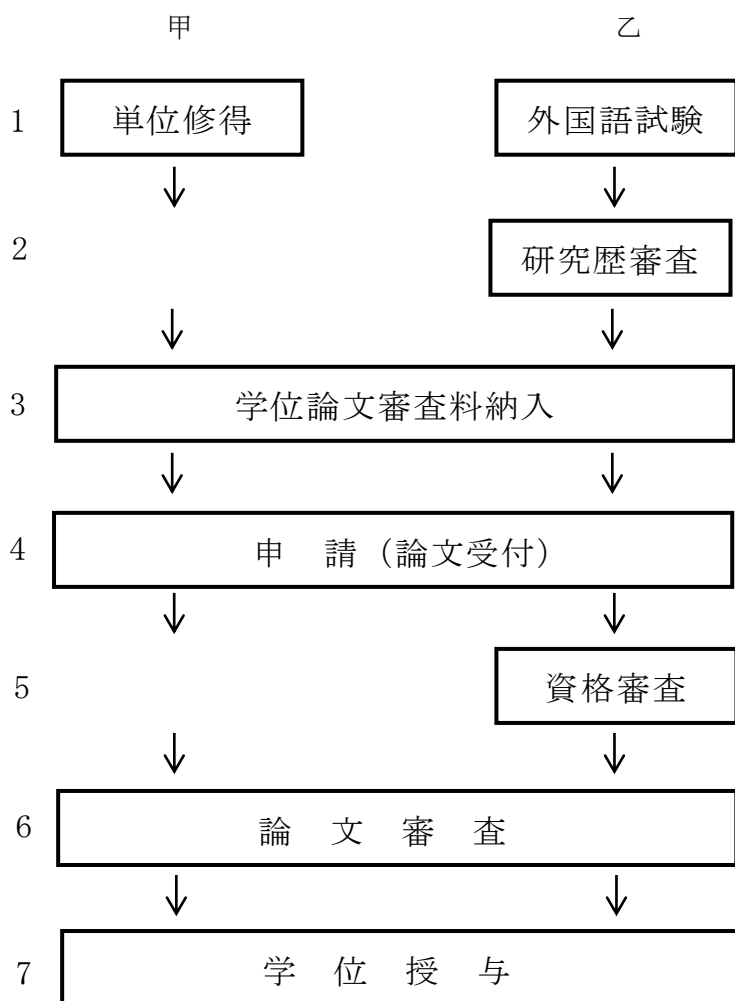 甲 乙
1 単位修得 外国語試験
2 研究歴審査
3 学位論文審査料納入
4 申 請（論文受付）
5 資格審査
6 論 文 審 査
7 学 位 授 与